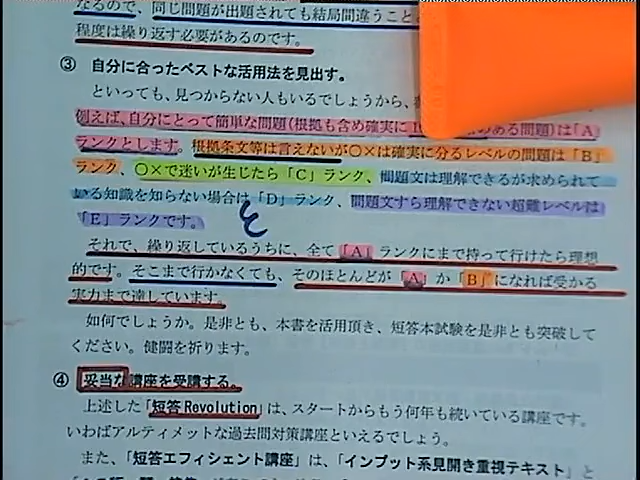 なるので、同じ問題が出題されても結局間違うこと
程度は繰り返す必要があるのです。
③ 自分に合ったベストな活用法を見出す。
といっても、見つからない人もいるでしょうから、
例えば、自分にとって簡単な問題(根拠も含め確実に のある問題)は「A」
ランクとします。根拠条文等は言えないが○×は確実に分るレベルの問題は「B」
ランク、○×で迷いが生じたら「C」ランク、問題文は理解できるが求められて
いる知識を知らない場合は「D」ランク、問題文すら理解できない超難レベルは
「E」ランクです。
それで、繰り返しているうちに、全て「A」ランクにまで持って行けたら理想
的です。そこまで行かなくても、そのほとんどが「A」か「B」になれば受かる
実力まで達しています。
如何でしょうか。是非とも、本書を活用頂き、短答本試験を是非とも突破して
ください。健闘を祈ります。
④ 妥当な講座を受講する。
上述した「短答Revolution」は、スタートからもう何年も続いている講座です。
いわばアルティメットな過去問対策講座といえるでしょう。
また、「短答エフィシェント講座」は、「インプット系見開き重視テキスト」と